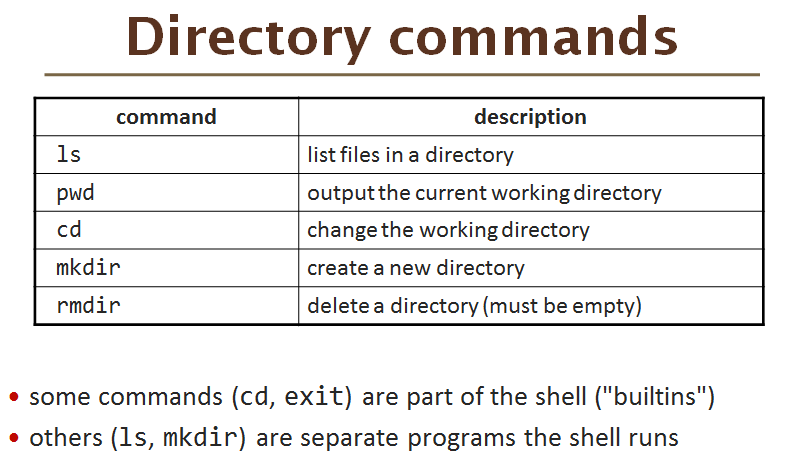 Directory commands
command description
ls list files in a directory
pwd output the current working directory
cd change the working directory
mkdir create a new directory
rmdir delete a directory (must be empty)
• some commands (cd, exit) are part of the shell ("builtins")
• others (ls, mkdir) are separate programs the shell runs